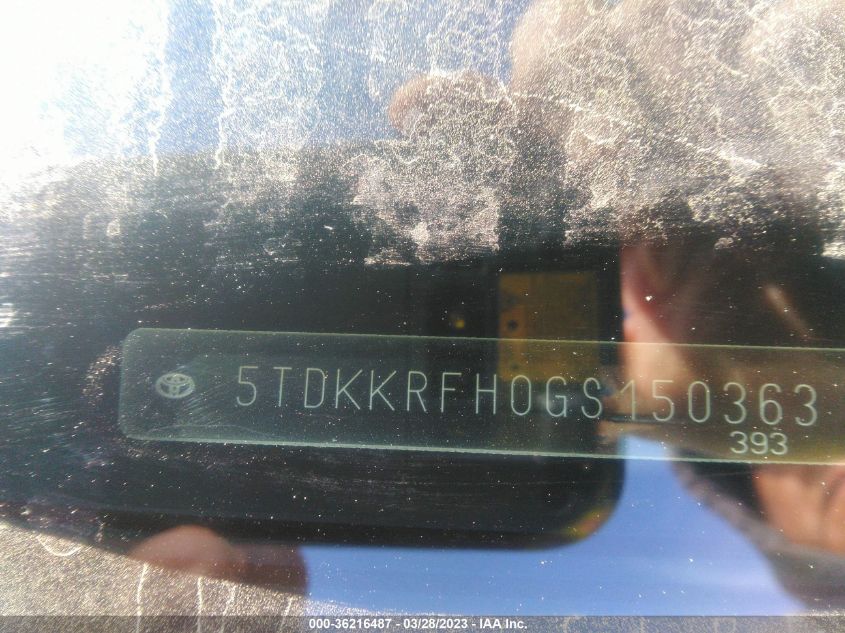 5TDKKRFH0GS150363
393
000-36216487 - 03/28/2023 - IAA Inc.